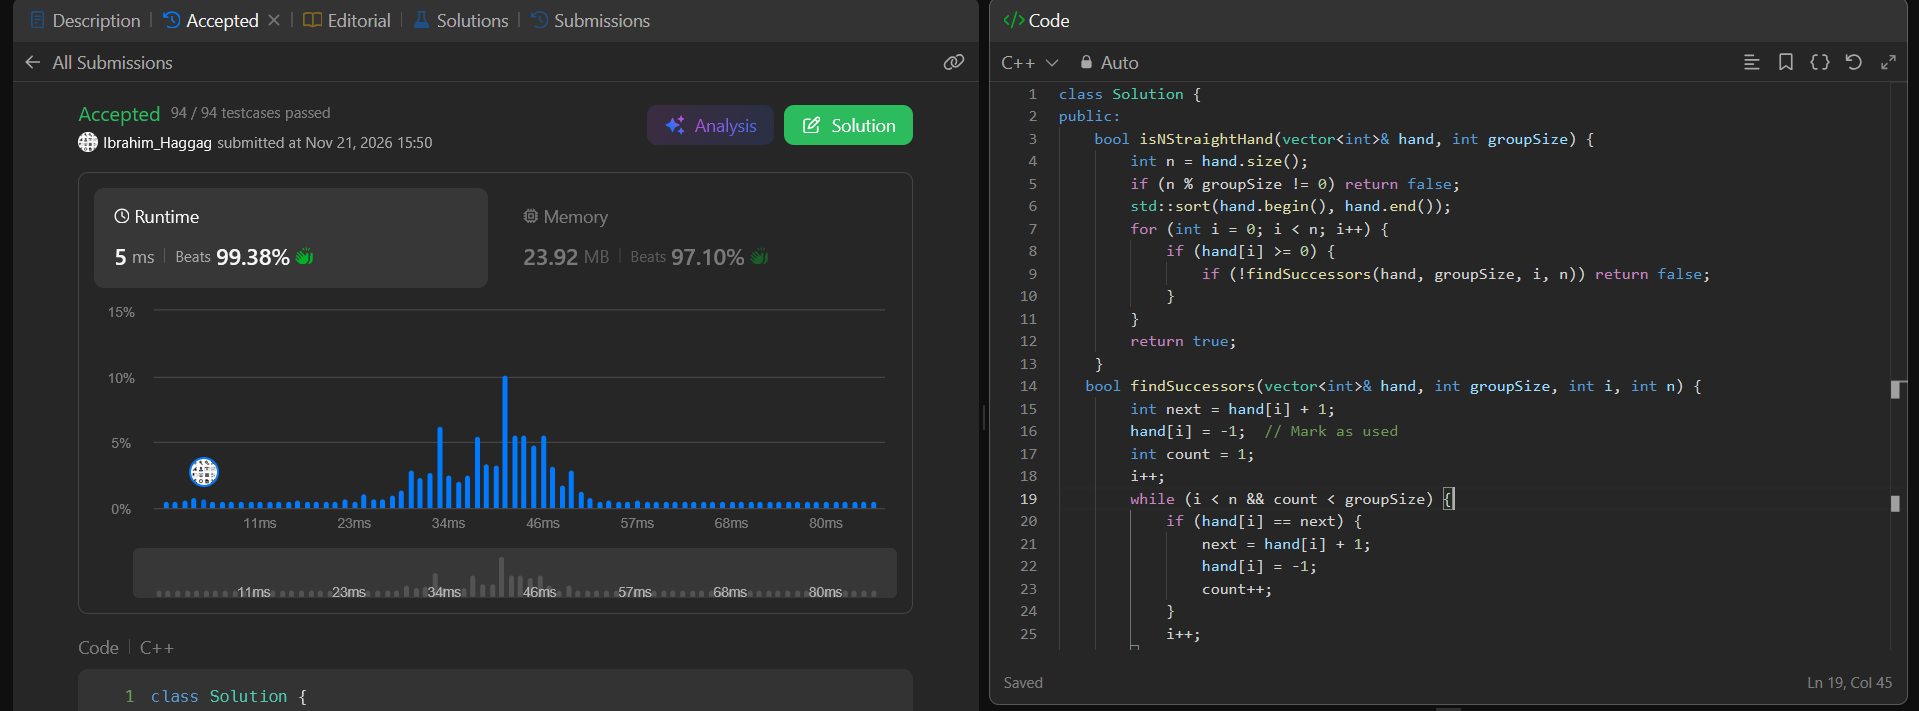 Description | Accepted × | Editorial | Solutions | Submissions
← All Submissions
Accepted 94 / 94 testcases passed
Ibrahim_Haggag submitted at Nov 21, 2026 15:50
Analysis
Solution
Runtime
5 ms | Beats 99.38%
Memory
23.92 MB | Beats 97.10%
15%
10%
5%
0%
11ms 23ms 34ms 46ms 57ms 68ms 80ms
11ms 23ms 34ms 46ms 57ms 68ms 80ms
Code | C++
1 class Solution {
</> Code
C++ Auto
1 class Solution {
2 public:
3     bool isNStraightHand(vector<int>& hand, int groupSize) {
4         int n = hand.size();
5         if (n % groupSize != 0) return false;
6         std::sort(hand.begin(), hand.end());
7         for (int i = 0; i < n; i++) {
8             if (hand[i] >= 0) {
9                 if (!findSuccessors(hand, groupSize, i, n)) return false;
10             }
11         }
12         return true;
13     }
14    bool findSuccessors(vector<int>& hand, int groupSize, int i, int n) {
15         int next = hand[i] + 1;
16         hand[i] = -1;  // Mark as used
17         int count = 1;
18         i++;
19         while (i < n && count < groupSize) {
20             if (hand[i] == next) {
21                 next = hand[i] + 1;
22                 hand[i] = -1;
23                 count++;
24             }
25             i++;
Saved
Ln 19, Col 45